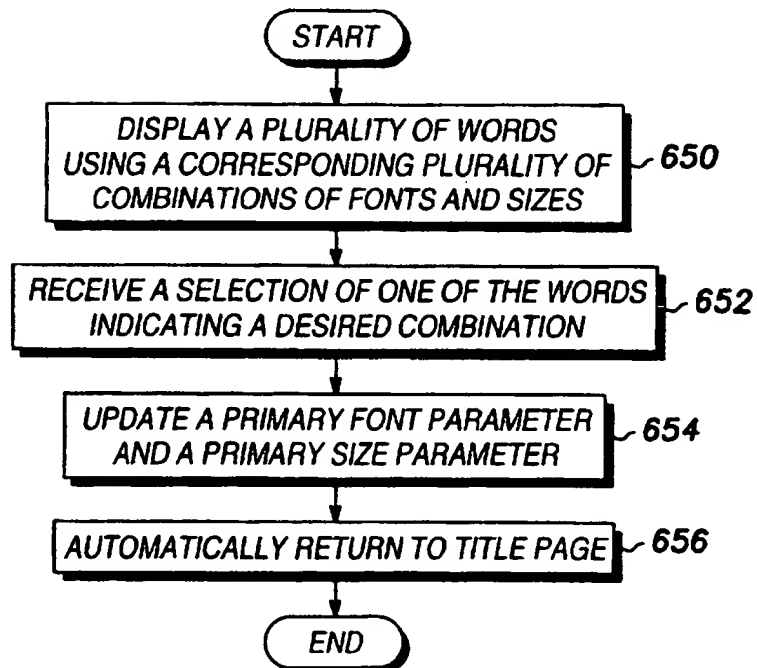 START
DISPLAY A PLURALITY OF WORDS
USING A CORRESPONDING PLURALITY OF
COMBINATIONS OF FONTS AND SIZES
650
RECEIVE A SELECTION OF ONE OF THE WORDS
INDICATING A DESIRED COMBINATION
652
UPDATE A PRIMARY FONT PARAMETER
AND A PRIMARY SIZE PARAMETER
654
AUTOMATICALLY RETURN TO TITLE PAGE
656
END